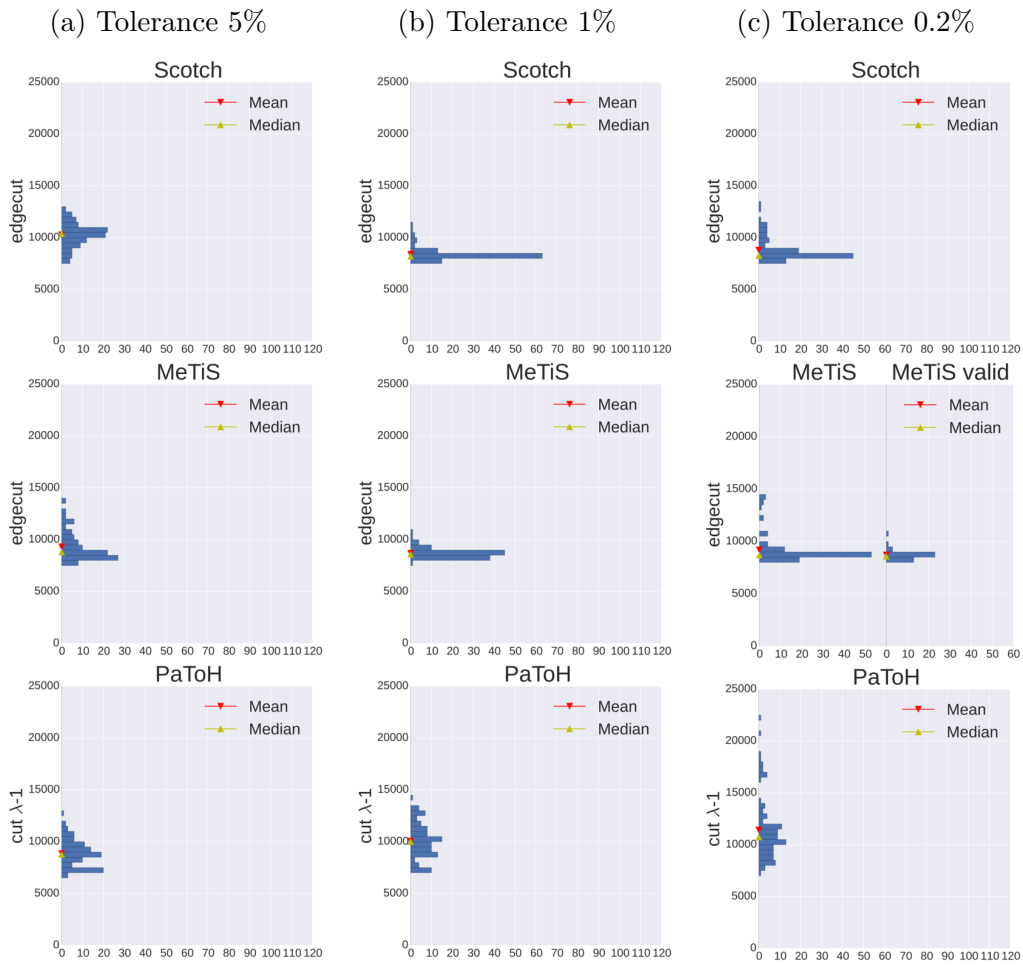 (a) Tolerance 5% (b) Tolerance 1% (c) Tolerance 0.2%
Scotch Scotch Scotch
25000 25000 25000
Mean Mean Mean
Median Median Median
20000 20000 20000
15000 15000 15000
edgecut edgecut edgecut
10000 10000 10000
5000 5000 5000
0 0 0
0 10 20 30 40 50 60 70 80 90 100 110 120 0 10 20 30 40 50 60 70 80 90 100 110 120 0 10 20 30 40 50 60 70 80 90 100 110 120
MeTiS MeTiS MeTiS MeTiS valid
25000 25000 25000
Mean Mean Mean
Median Median Median
20000 20000 20000
15000 15000 15000
edgecut edgecut edgecut
10000 10000 10000
5000 5000 5000
0 0 0
0 10 20 30 40 50 60 70 80 90 100 110 120 0 10 20 30 40 50 60 70 80 90 100 110 120 0 10 20 30 40 50 0 10 20 30 40 50 60
PaToH PaToH PaToH
25000 25000 25000
Mean Mean Mean
Median Median Median
20000 20000 20000
15000 15000 15000
cut λ-1 cut λ-1 cut λ-1
10000 10000 10000
5000 5000 5000
0 0 0
0 10 20 30 40 50 60 70 80 90 100 110 120 0 10 20 30 40 50 60 70 80 90 100 110 120 0 10 20 30 40 50 60 70 80 90 100 110 120